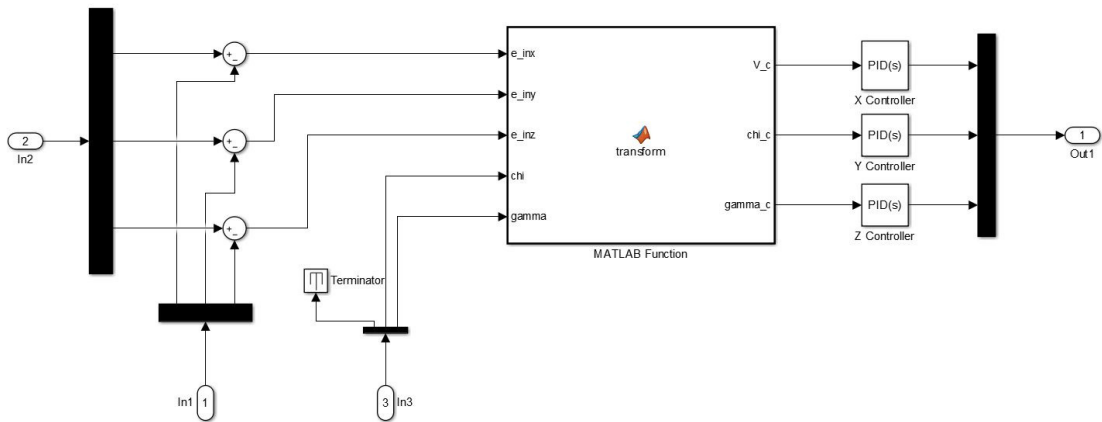 2
In2
+
−
+
−
+
−
e_inx
e_iny
e_inz
chi
gamma
transform
V_c
chi_c
gamma_c
MATLAB Function
PID(s)
X Controller
PID(s)
Y Controller
PID(s)
Z Controller
1
Out1
Terminator
In1
1
3
In3